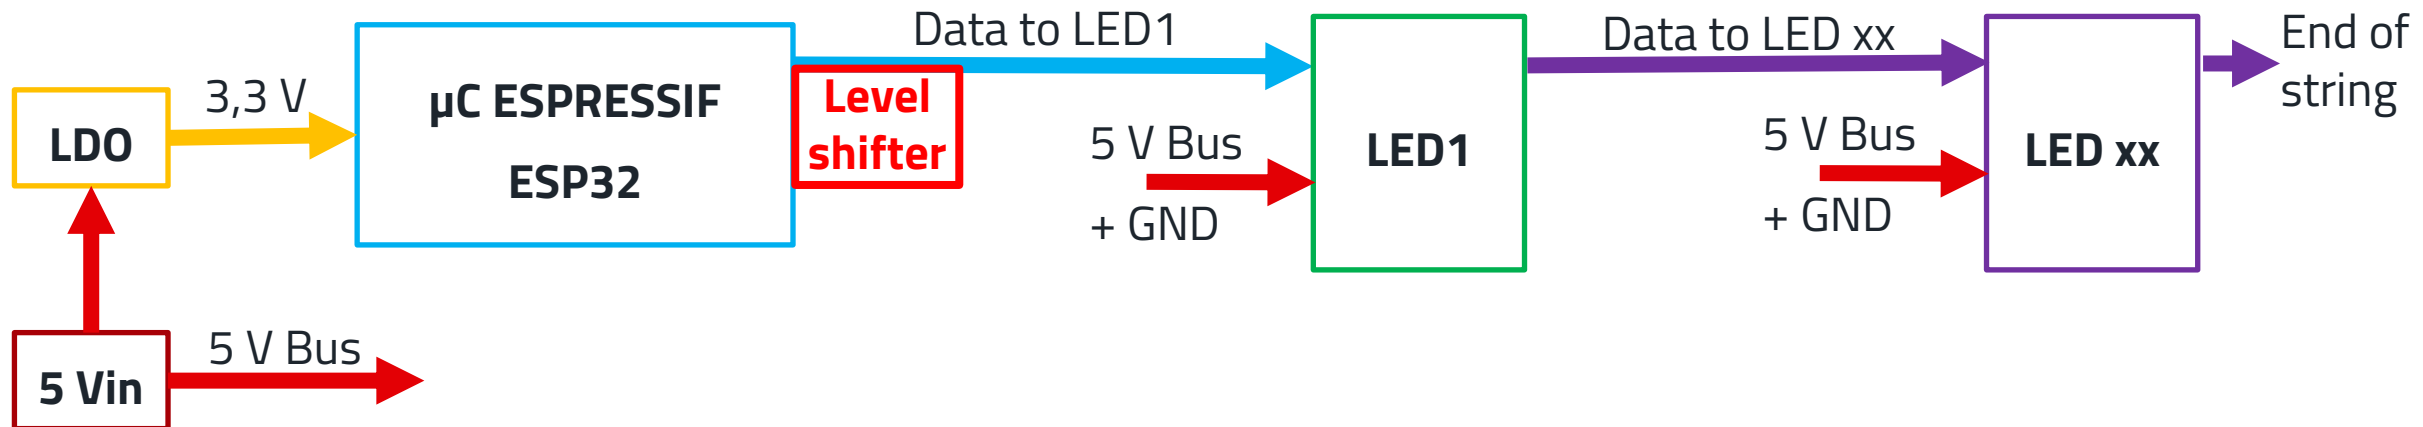 Data to LED1
Data to LED xx
End of
string
3,3 V
µC ESPRESSIF
ESP32
Level
shifter
LDO
5 V Bus
+ GND
LED1
5 V Bus
+ GND
LED xx
5 V Bus
5 Vin